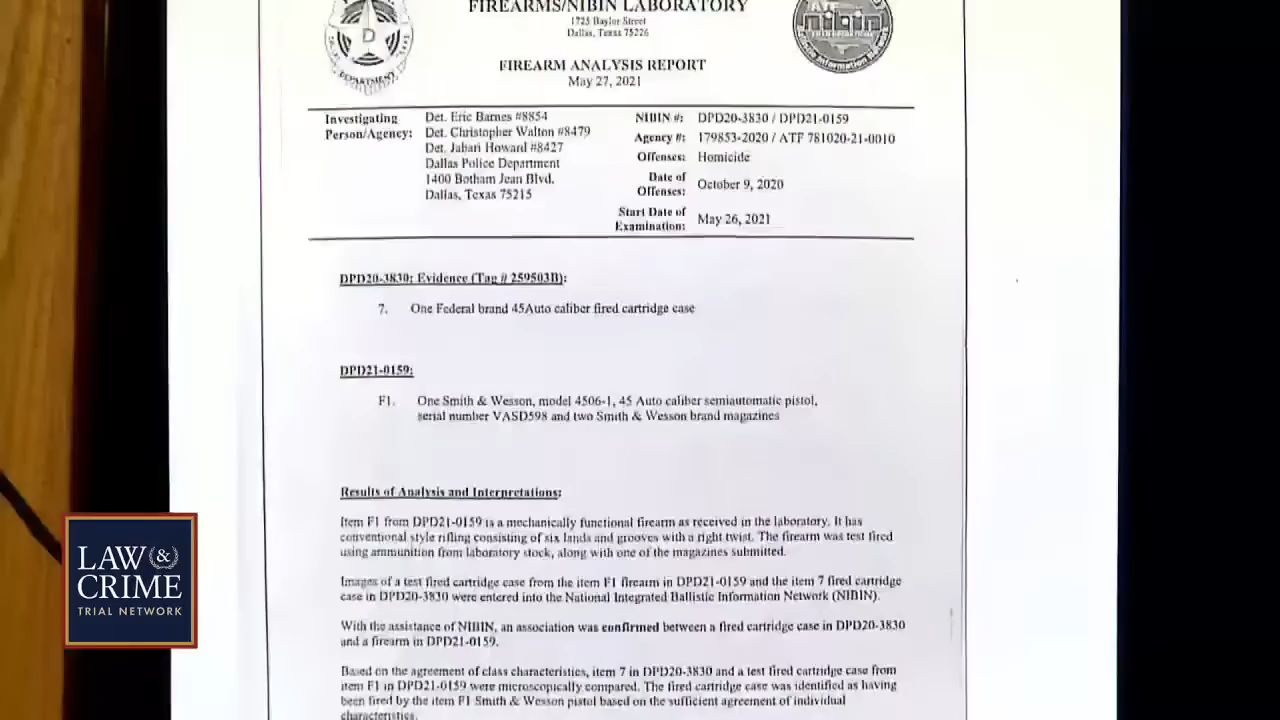 FIREARMS/NIBIN LABORATORY
1725 Baylor Street
Dallas, Texas 75226
D
DEPARTMENT
ATF
NIBIN
Information Network
FIREARM ANALYSIS REPORT
May 27, 2021
Investigating
Person/Agency:
Det. Eric Barnes #8854
Det. Christopher Walton #8479
Det. Jabari Howard #8427
Dallas Police Department
1400 Botham Jean Blvd.
Dallas, Texas 75215
NIBIN #: DPD20-3830 / DPD21-0159
Agency #: 179853-2020 / ATF 781020-21-0010
Offenses: Homicide
Date of
Offenses: October 9, 2020
Start Date of
Examination: May 26, 2021
DPD20-3830: Evidence (Tag # 259503B):
7. One Federal brand 45Auto caliber fired cartridge case
DPD21-0159:
F1. One Smith & Wesson, model 4506-1, 45 Auto caliber semiautomatic pistol,
serial number VASD598 and two Smith & Wesson brand magazines
Results of Analysis and Interpretations:
Item F1 from DPD21-0159 is a mechanically functional firearm as received in the laboratory. It has
conventional style rifling consisting of six lands and grooves with a right twist. The firearm was test fired
using ammunition from laboratory stock, along with one of the magazines submitted.
Images of a test fired cartridge case from the item F1 firearm in DPD21-0159 and the item 7 fired cartridge
case in DPD20-3830 were entered into the National Integrated Ballistic Information Network (NIBIN).
With the assistance of NIBIN, an association was confirmed between a fired cartridge case in DPD20-3830
and a firearm in DPD21-0159.
Based on the agreement of class characteristics, item 7 in DPD20-3830 and a test fired cartridge case from
item F1 in DPD21-0159 were microscopically compared. The fired cartridge case was identified as having
been fired by the item F1 Smith & Wesson pistol based on the sufficient agreement of individual
characteristics.
LAW &
CRIME
TRIAL NETWORK